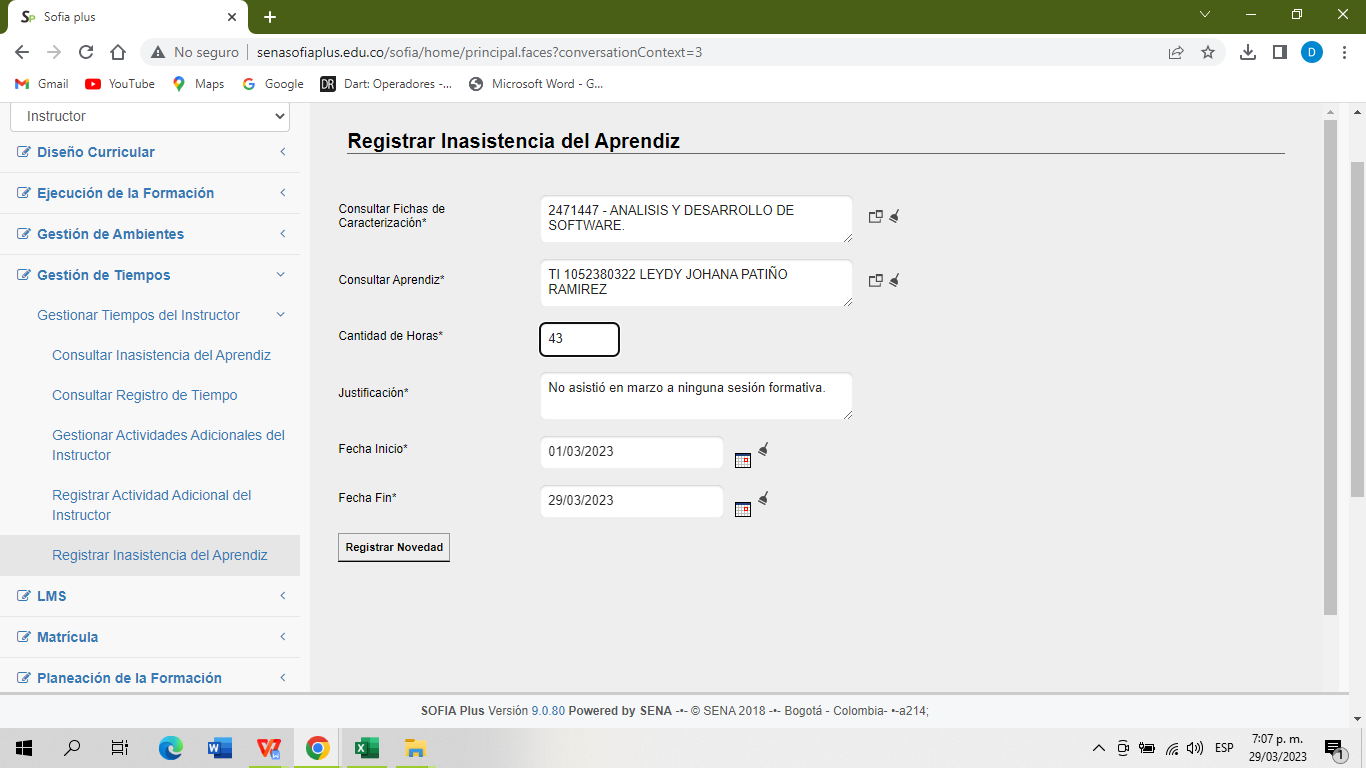 Sofia plus
No seguro
senasofiaplus.edu.co/sofia/home/principal.faces?conversationContext=3
D
Gmail
YouTube
Maps
Google
DR Dart: Operadores -...
Microsoft Word - G...
Instructor
Diseño Curricular
Ejecución de la Formación
Gestión de Ambientes
Gestión de Tiempos
Gestionar Tiempos del Instructor
Consultar Inasistencia del Aprendiz
Consultar Registro de Tiempo
Gestionar Actividades Adicionales del
Instructor
Registrar Actividad Adicional del
Instructor
Registrar Inasistencia del Aprendiz
LMS
Matrícula
Planeación de la Formación
Registrar Inasistencia del Aprendiz
Consultar Fichas de
Caracterización*
2471447 - ANALISIS Y DESARROLLO DE
SOFTWARE.
Consultar Aprendiz*
TI 1052380322 LEYDY JOHANA PATIÑO
RAMIREZ
Cantidad de Horas*
43
Justificación*
No asistió en marzo a ninguna sesión formativa.
Fecha Inicio*
01/03/2023
Fecha Fin*
29/03/2023
Registrar Novedad
SOFIA Plus Versión 9.0.80 Powered by SENA -•- © SENA 2018 -•- Bogotá - Colombia- •-a214;
ESP
7:07 p. m.
29/03/2023
1